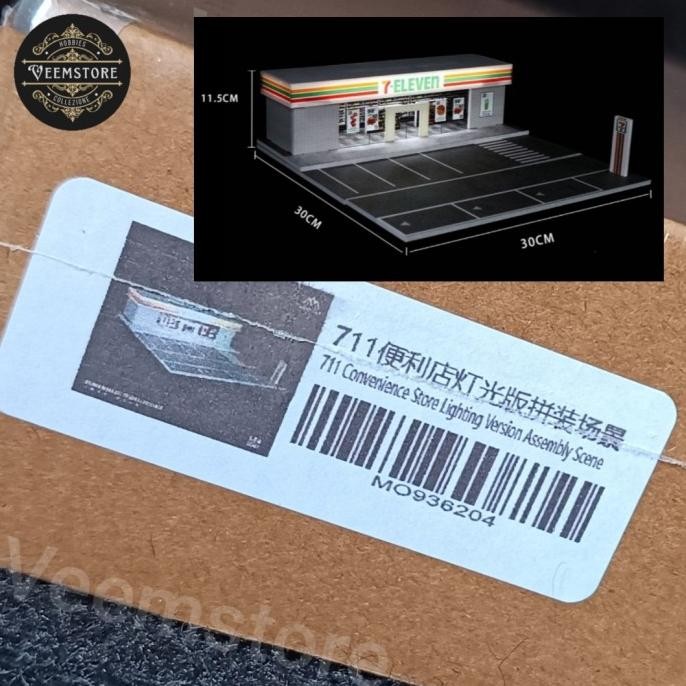 HOBBIES
VEEMSTORE
COLLEZIONE
11.5CM
7-ELEVEN
30CM
30CM
711便利店灯光版拼装场景
711 Convenience Store Lighting Version Assembly Scene
MO936204
Veemstore